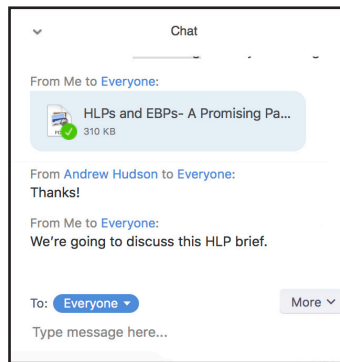 Chat
From Me to Everyone:
HLPs and EBPs- A Promising Pa...
310 KB
From Andrew Hudson to Everyone:
Thanks!
From Me to Everyone:
We're going to discuss this HLP brief.
To: Everyone
More
Type message here...